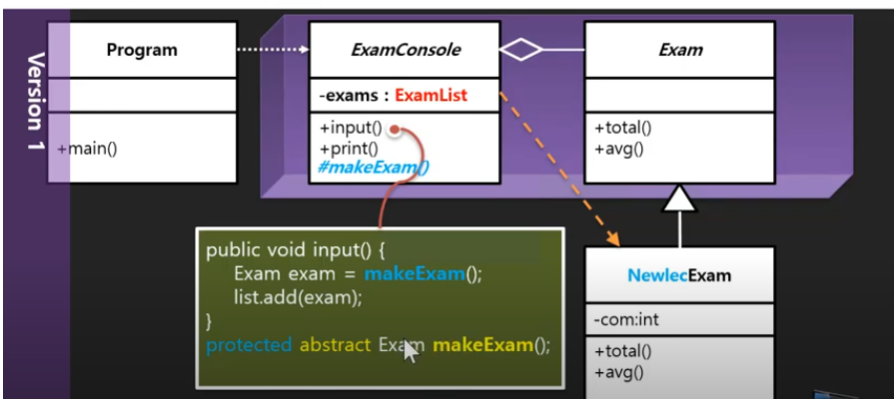 Version 1
Program
+main()
ExamConsole
-exams : ExamList
+input()
+print()
#makeExam()
Exam
+total()
+avg()
public void input() {
Exam exam = makeExam();
list.add(exam);
}
protected abstract Exam makeExam();
NewlecExam
-com:int
+total()
+avg()